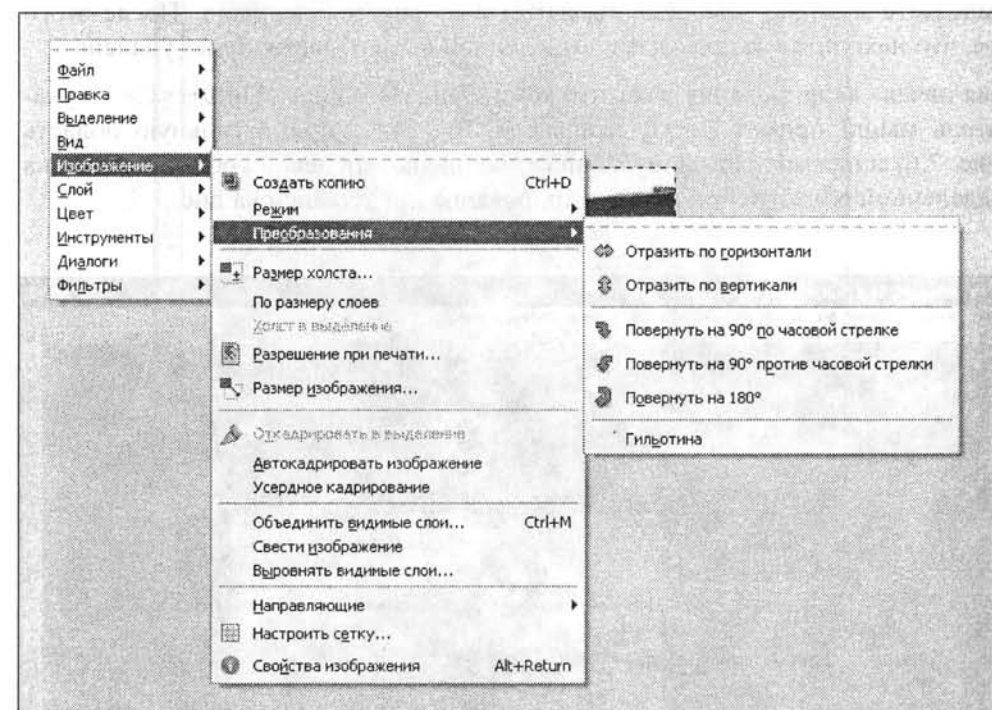 Файл
Правка
Выделение
Вид
Изображение
Слой
Цвет
Инструменты
Диалоги
Фильтры
Создать копию Ctrl+D
Режим
Преобразования
Размер холста...
По размеру слоев
Холст в выделение
Разрешение при печати...
Размер изображения...
Откадрировать в выделение
Автокадрировать изображение
Усердное кадрирование
Объединить видимые слои... Ctrl+M
Свести изображение
Выровнять видимые слои...
Направляющие
Настроить сетку...
Свойства изображения Alt+Return
Отразить по горизонтали
Отразить по вертикали
Повернуть на 90° по часовой стрелке
Повернуть на 90° против часовой стрелки
Повернуть на 180°
Гильотина